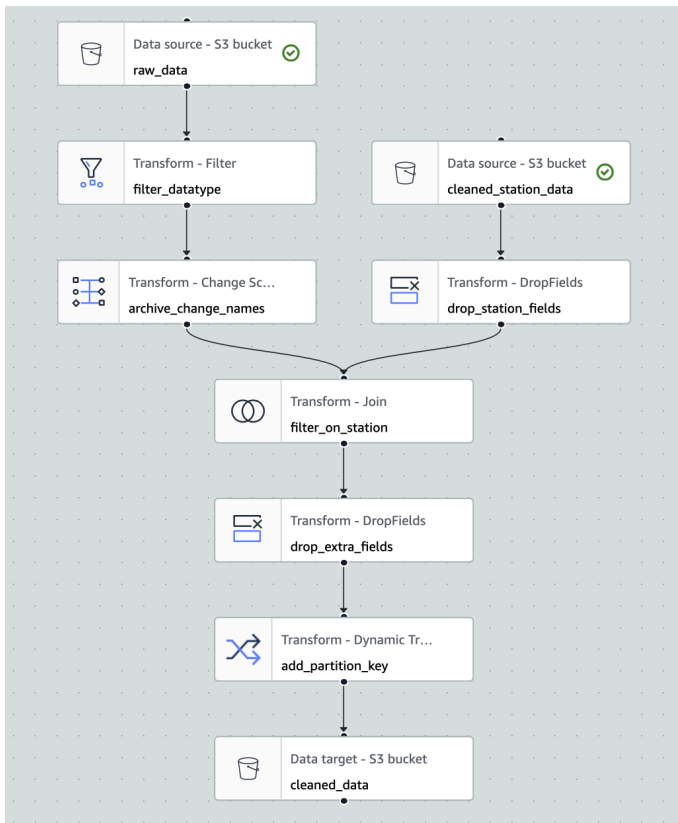 Data source - S3 bucket
raw_data
Transform - Filter
filter_datatype
Data source - S3 bucket
cleaned_station_data
Transform - Change Sc...
archive_change_names
Transform - DropFields
drop_station_fields
Transform - Join
filter_on_station
Transform - DropFields
drop_extra_fields
Transform - Dynamic Tr...
add_partition_key
Data target - S3 bucket
cleaned_data